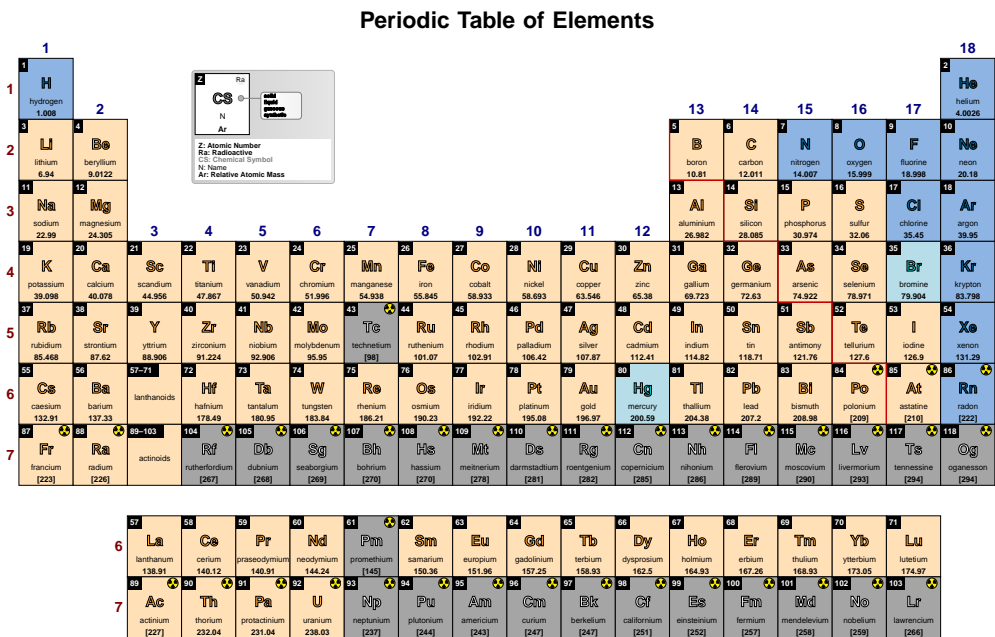 Periodic Table of Elements
1 18
1 H hydrogen 1.008
2 He helium 4.0026
Z Ra
CS
solid
liquid
gaseous
synthetic
N
Ar
Z: Atomic Number
Ra: Radioactive
CS: Chemical Symbol
N: Name
Ar: Relative Atomic Mass
1
2 13 14 15 16 17
2
3 Li lithium 6.94
4 Be beryllium 9.0122
5 B boron 10.81
6 C carbon 12.011
7 N nitrogen 14.007
8 O oxygen 15.999
9 F fluorine 18.998
10 Ne neon 20.18
3
11 Na sodium 22.99
12 Mg magnesium 24.305
13 Al aluminium 26.982
14 Si silicon 28.085
15 P phosphorus 30.974
16 S sulfur 32.06
17 Cl chlorine 35.45
18 Ar argon 39.95
3 4 5 6 7 8 9 10 11 12
4
19 K potassium 39.098
20 Ca calcium 40.078
21 Sc scandium 44.956
22 Ti titanium 47.867
23 V vanadium 50.942
24 Cr chromium 51.996
25 Mn manganese 54.938
26 Fe iron 55.845
27 Co cobalt 58.933
28 Ni nickel 58.693
29 Cu copper 63.546
30 Zn zinc 65.38
31 Ga gallium 69.723
32 Ge germanium 72.63
33 As arsenic 74.922
34 Se selenium 78.971
35 Br bromine 79.904
36 Kr krypton 83.798
5
37 Rb rubidium 85.468
38 Sr strontium 87.62
39 Y yttrium 88.906
40 Zr zirconium 91.224
41 Nb niobium 92.906
42 Mo molybdenum 95.95
43 Tc technetium [98]
44 Ru ruthenium 101.07
45 Rh rhodium 102.91
46 Pd palladium 106.42
47 Ag silver 107.87
48 Cd cadmium 112.41
49 In indium 114.82
50 Sn tin 118.71
51 Sb antimony 121.76
52 Te tellurium 127.6
53 I iodine 126.9
54 Xe xenon 131.29
6
55 Cs caesium 132.91
56 Ba barium 137.33
57–71 lanthanoids
72 Hf hafnium 178.49
73 Ta tantalum 180.95
74 W tungsten 183.84
75 Re rhenium 186.21
76 Os osmium 190.23
77 Ir iridium 192.22
78 Pt platinum 195.08
79 Au gold 196.97
80 Hg mercury 200.59
81 Tl thallium 204.38
82 Pb lead 207.2
83 Bi bismuth 208.98
84 Po polonium [209]
85 At astatine [210]
86 Rn radon [222]
7
87 Fr francium [223]
88 Ra radium [226]
89–103 actinoids
104 Rf rutherfordium [267]
105 Db dubnium [268]
106 Sg seaborgium [269]
107 Bh bohrium [270]
108 Hs hassium [270]
109 Mt meitnerium [278]
110 Ds darmstadtium [281]
111 Rg roentgenium [282]
112 Cn copernicium [285]
113 Nh nihonium [286]
114 Fl flerovium [289]
115 Mc moscovium [290]
116 Lv livermorium [293]
117 Ts tennessine [294]
118 Og oganesson [294]
6
57 La lanthanum 138.91
58 Ce cerium 140.12
59 Pr praseodymium 140.91
60 Nd neodymium 144.24
61 Pm promethium [145]
62 Sm samarium 150.36
63 Eu europium 151.96
64 Gd gadolinium 157.25
65 Tb terbium 158.93
66 Dy dysprosium 162.5
67 Ho holmium 164.93
68 Er erbium 167.26
69 Tm thulium 168.93
70 Yb ytterbium 173.05
71 Lu lutetium 174.97
7
89 Ac actinium [227]
90 Th thorium 232.04
91 Pa protactinium 231.04
92 U uranium 238.03
93 Np neptunium [237]
94 Pu plutonium [244]
95 Am americium [243]
96 Cm curium [247]
97 Bk berkelium [247]
98 Cf californium [251]
99 Es einsteinium [252]
100 Fm fermium [257]
101 Md mendelevium [258]
102 No nobelium [259]
103 Lr lawrencium [266]